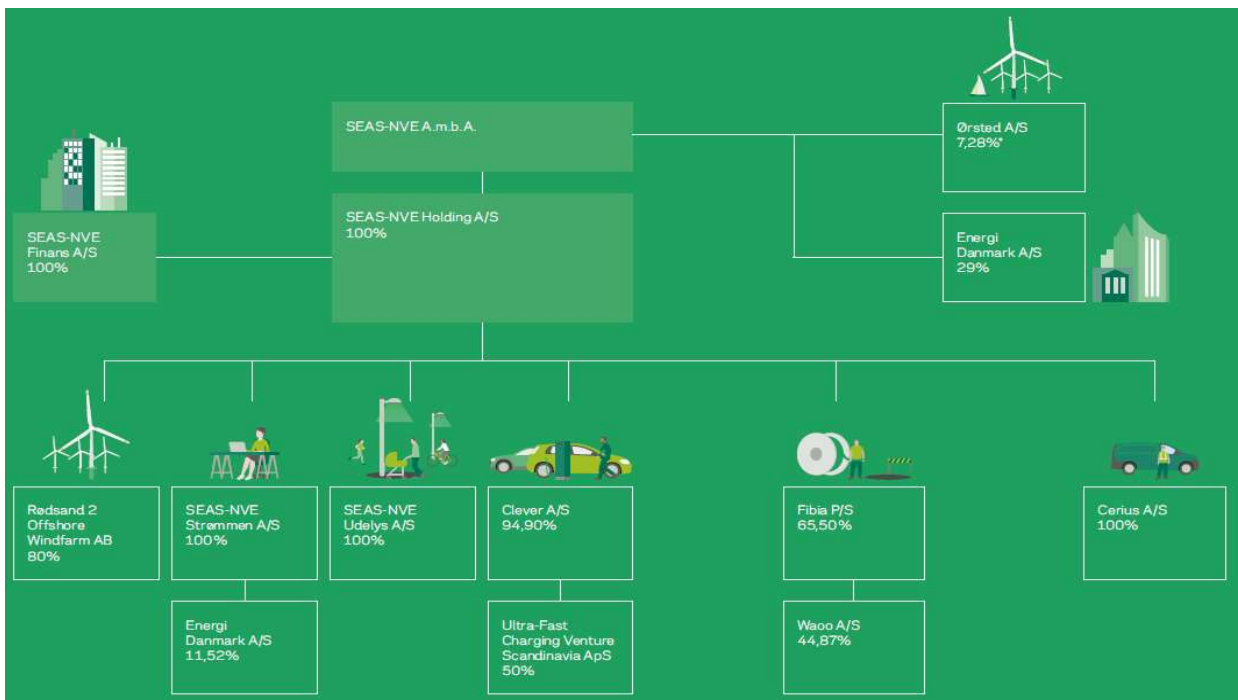 SEAS-NVE A.m.b.A.
Ørsted A/S
7,28%*
SEAS-NVE Holding A/S
100%
SEAS-NVE
Finans A/S
100%
Energi
Danmark A/S
29%
Rødsand 2
Offshore
Windfarm AB
80%
SEAS-NVE
Strømmen A/S
100%
SEAS-NVE
Udelys A/S
100%
Clever A/S
94,90%
Fibia P/S
65,50%
Cerius A/S
100%
Energi
Danmark A/S
11,52%
Ultra-Fast
Charging Venture
Scandinavia ApS
50%
Waoo A/S
44,87%